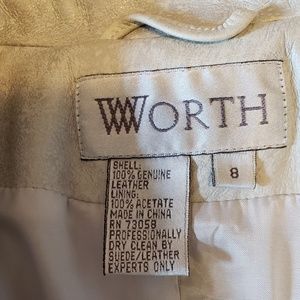 WORTH
8
SHELL:
100% GENUINE
LEATHER
LINING:
100% ACETATE
MADE IN CHINA
RN 73058
PROFESSIONALLY
DRY CLEAN BY
SUEDE/LEATHER
EXPERTS ONLY